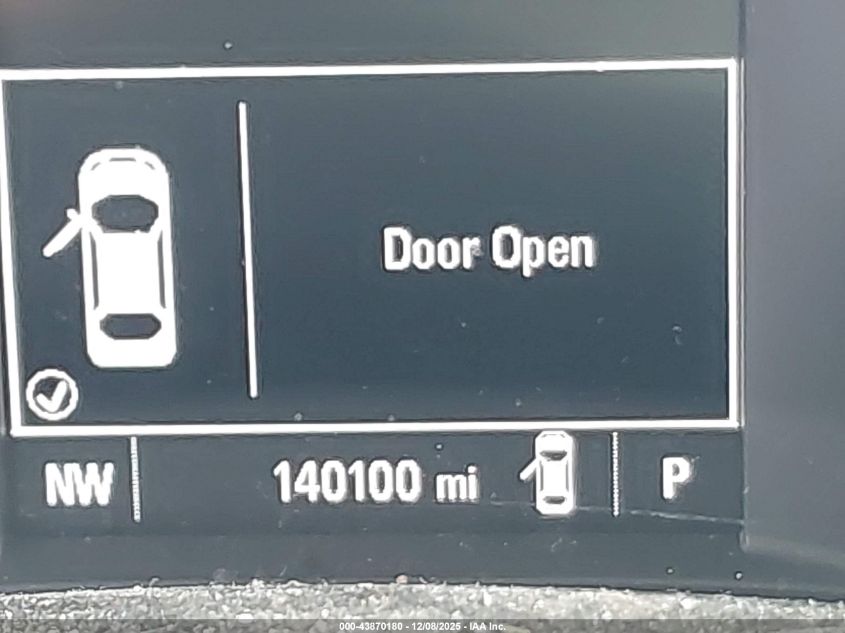 Door Open
NW 140100 mi P
000-43870180 - 12/08/2025 - IAA Inc.